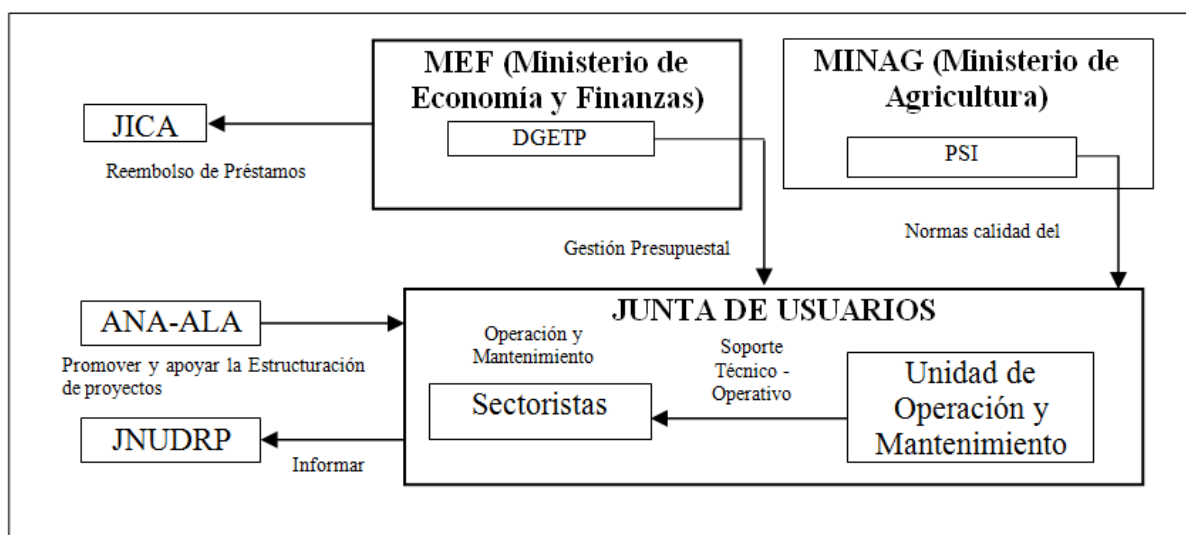 MEF (Ministerio de
Economía y Finanzas)
DGETP
MINAG (Ministerio de
Agricultura)
PSI
JICA
Reembolso de Préstamos
Gestión Presupuestal
Normas calidad del
ANA-ALA
Promover y apoyar la Estructuración
de proyectos
JNUDRP
Informar
JUNTA DE USUARIOS
Operación y
Mantenimiento
Sectoristas
Soporte
Técnico -
Operativo
Unidad de
Operación y
Mantenimiento